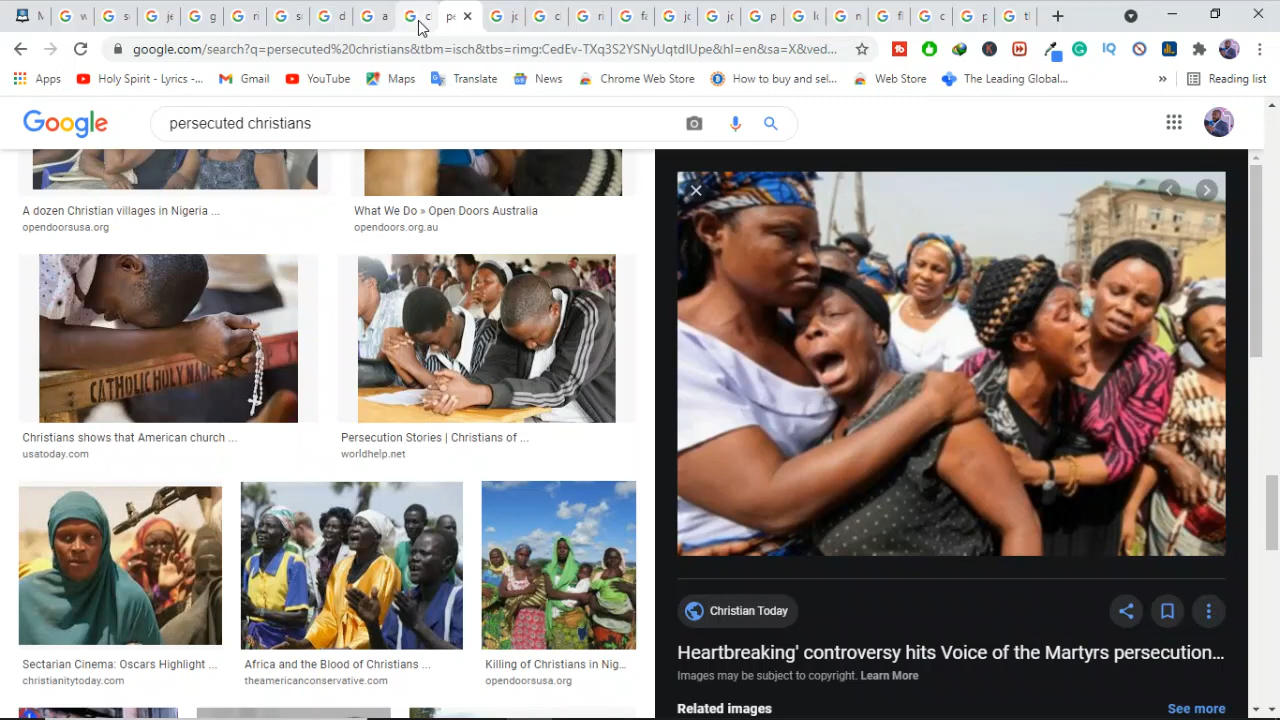 google.com/search?q=persecuted%20christians&tbm=isch&tbs=rimg:CedEv-TXq3S2YSNyUqtdIUpe&hl=en&sa=X&ved...
Apps Holy Spirit - Lyrics -... Gmail YouTube Maps Translate News Chrome Web Store How to buy and sel... Web Store The Leading Global... » Reading list
Google persecuted christians
A dozen Christian villages in Nigeria ...
opendoorsusa.org
What We Do » Open Doors Australia
opendoors.org.au
CATHOLIC HOLY NAME
Christians shows that American church ...
usatoday.com
Persecution Stories | Christians of ...
worldhelp.net
Sectarian Cinema: Oscars Highlight ...
christianitytoday.com
Africa and the Blood of Christians ...
theamericanconservative.com
Killing of Christians in Nig...
opendoorsusa.org
Christian Today
Heartbreaking' controversy hits Voice of the Martyrs persecution...
Images may be subject to copyright. Learn More
Related images See more